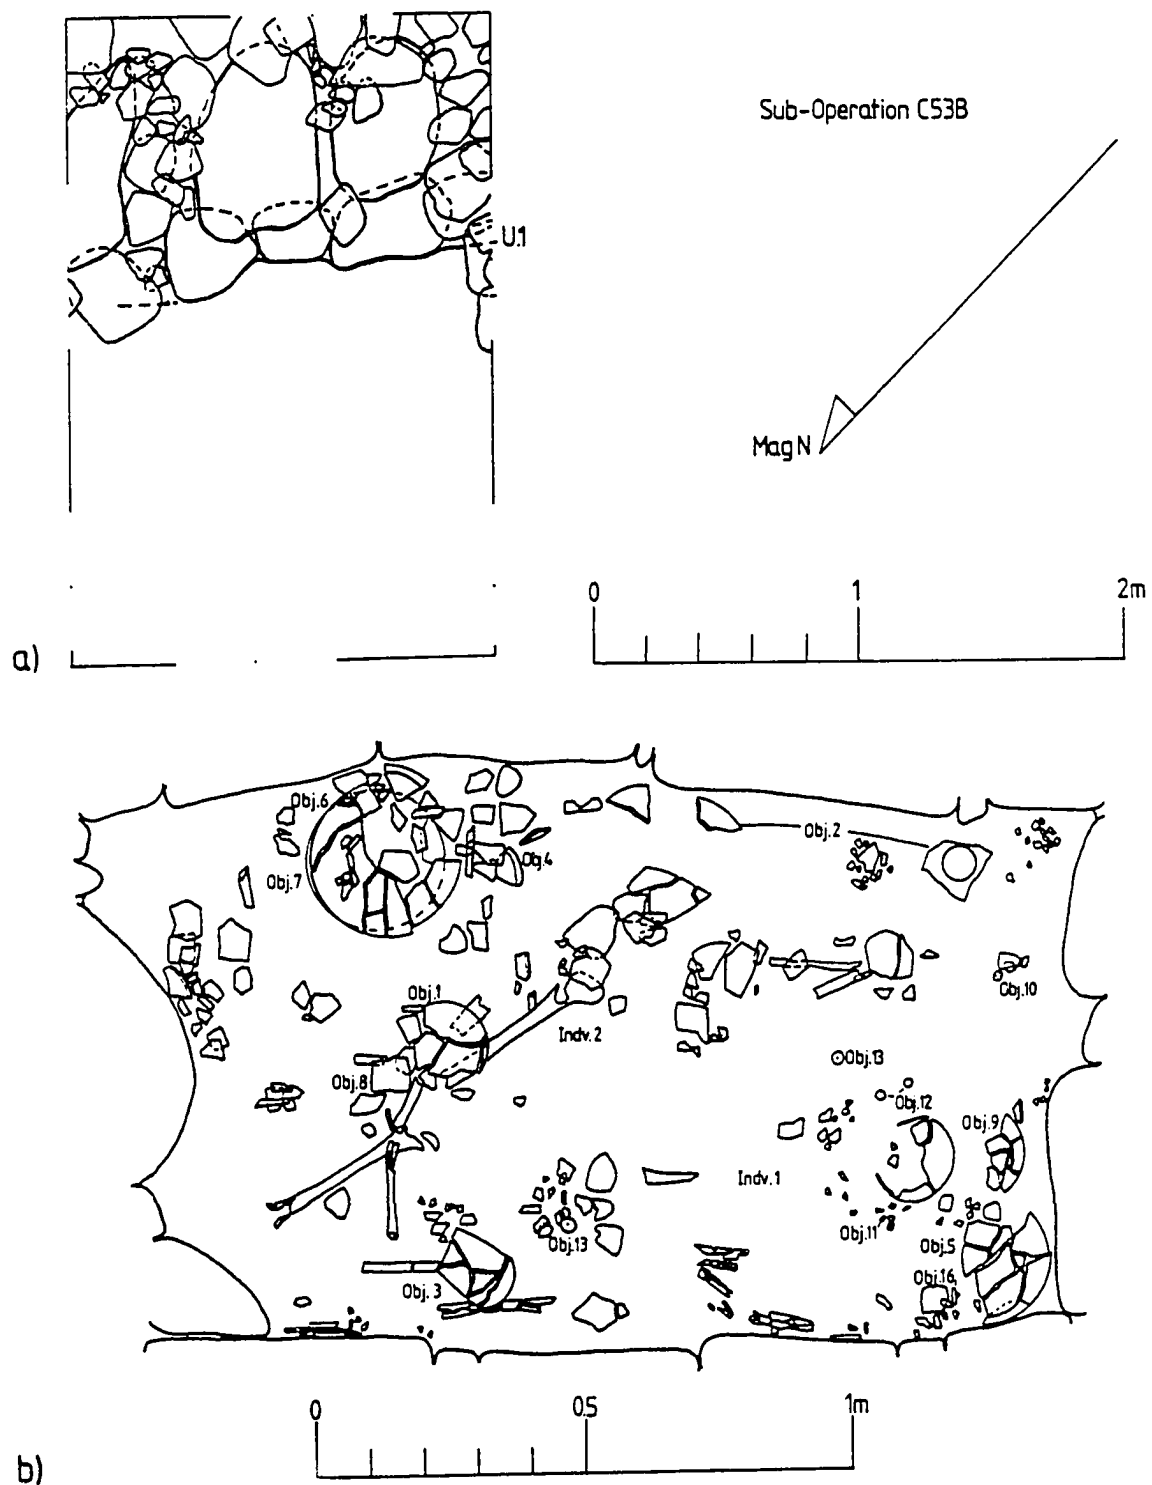 Sub-Operation C53B
U.1
Mag N
0 1 2m
a)
Obj.6
Obj.2
Obj.4
Obj.7
Obj.10
Obj.1
Indv.2
Obj.13
Obj.8
Obj.12
Obj.9
Indv.1
Obj.11
Obj.13
Obj.5
Obj.16
Obj.3
0 0.5 1m
b)